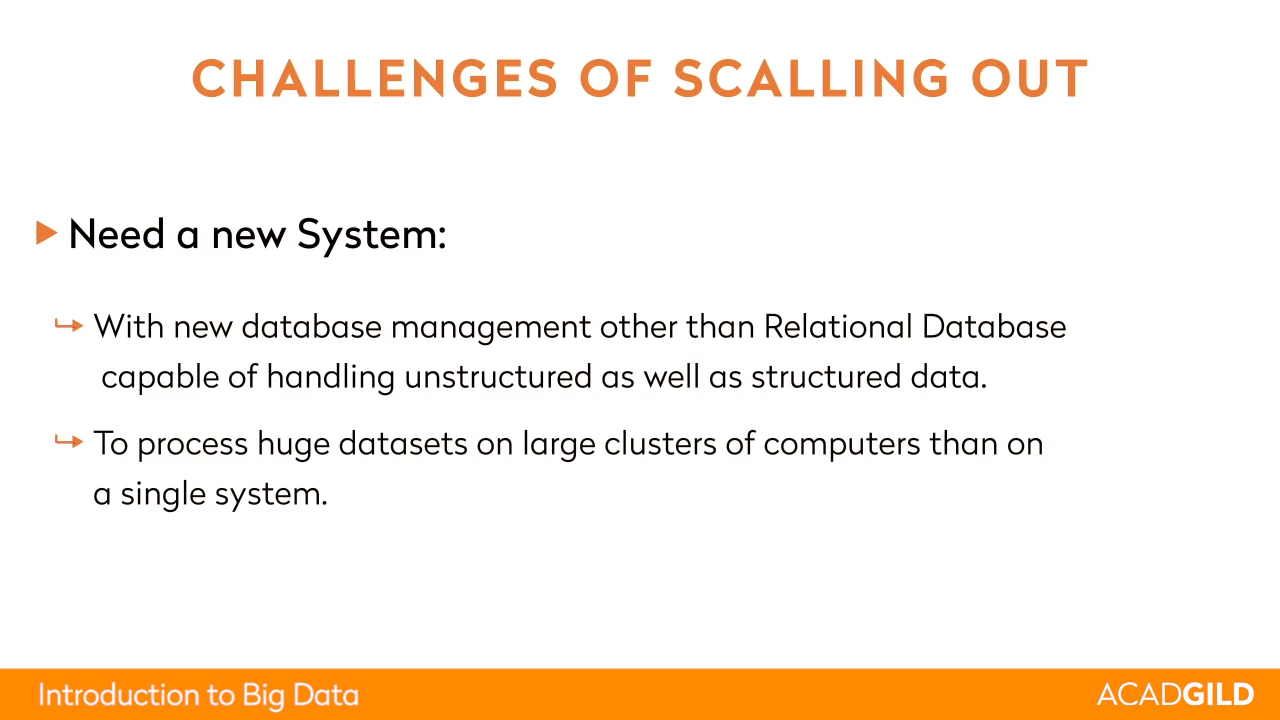 CHALLENGES OF SCALLING OUT
Need a new System:
With new database management other than Relational Database
capable of handling unstructured as well as structured data.
To process huge datasets on large clusters of computers than on
a single system.
Introduction to Big Data
ACADGILD